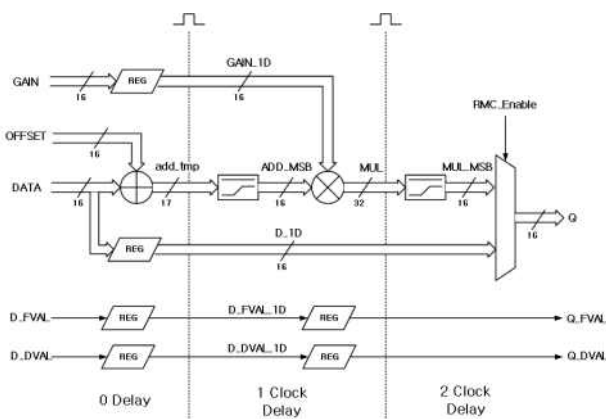 GAIN
16
REG
GAIN_1D
16
RMC_Enable
OFFSET
16
add_tmp
ADD_MSB
MUL
MUL_MSB
DATA
16
17
16
32
16
16
Q
REG
D_1D
16
D_FVAL
REG
D_FVAL_1D
REG
Q_FVAL
D_DVAL
REG
D_DVAL_1D
REG
Q_DVAL
0 Delay
1 Clock
Delay
2 Clock
Delay